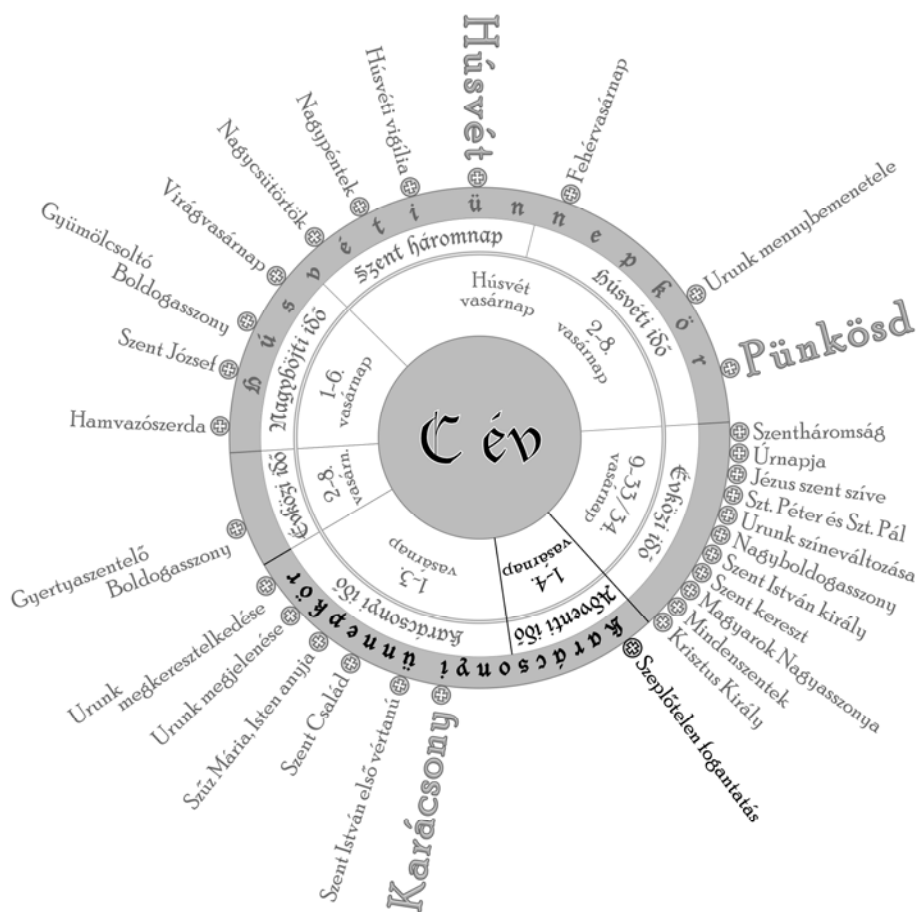 C év
Húsvéti ünnepkör
Karácsonyi ünnepkör
Adventi idő
1-4.
vasárnap
Karácsonyi idő
1-3.
vasárnap
Évközi idő
2-8.
vasárn.
Nagyböjti idő
1-6.
vasárnap
Szent háromnap
Húsvét
vasárnap
Húsvéti idő
2-8.
vasárnap
Évközi idő
9-33/34.
vasárnap
Szeplőtelen fogantatás
Karácsony
Szent István első vértanú
Szent Család
Szűz Mária, Isten anyja
Urunk megjelenése
Urunk
megkeresztelkedése
Gyertyaszentelő
Boldogasszony
Hamvazószerda
Szent József
Gyümölcsoltó
Boldogasszony
Virágvasárnap
Nagycsütörtök
Nagypéntek
Húsvéti vigília
Húsvét
Fehérvasárnap
Urunk mennybemenetele
Pünkösd
Szentháromság
Úrnapja
Jézus szent szíve
Szt. Péter és Szt. Pál
Urunk színeváltozása
Nagyboldogasszony
Szent István király
Szent kereszt
Magyarok Nagyasszonya
Mindenszentek
Krisztus Király